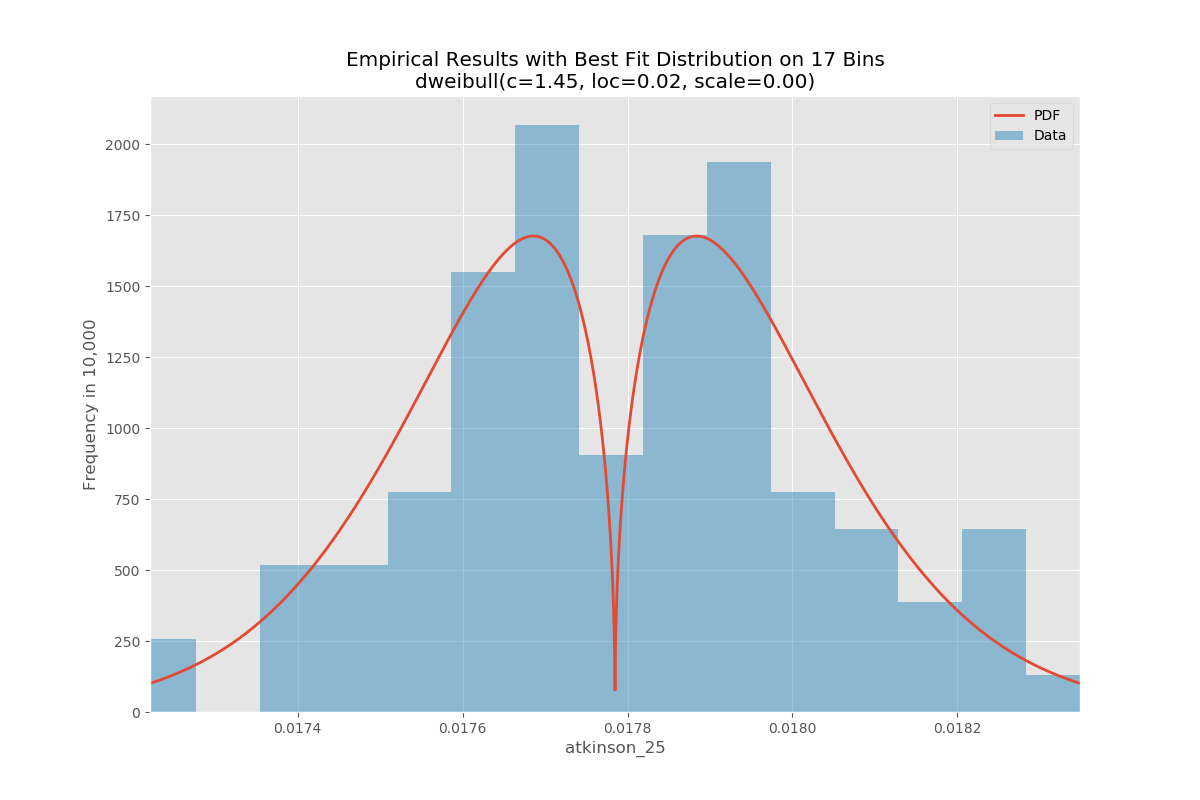 Empirical Results with Best Fit Distribution on 17 Bins
dweibull(c=1.45, loc=0.02, scale=0.00)
PDF
Data
2000
1750
1500
1250
1000
750
500
250
0
Frequency in 10,000
0.0174
0.0176
0.0178
0.0180
0.0182
atkinson_25